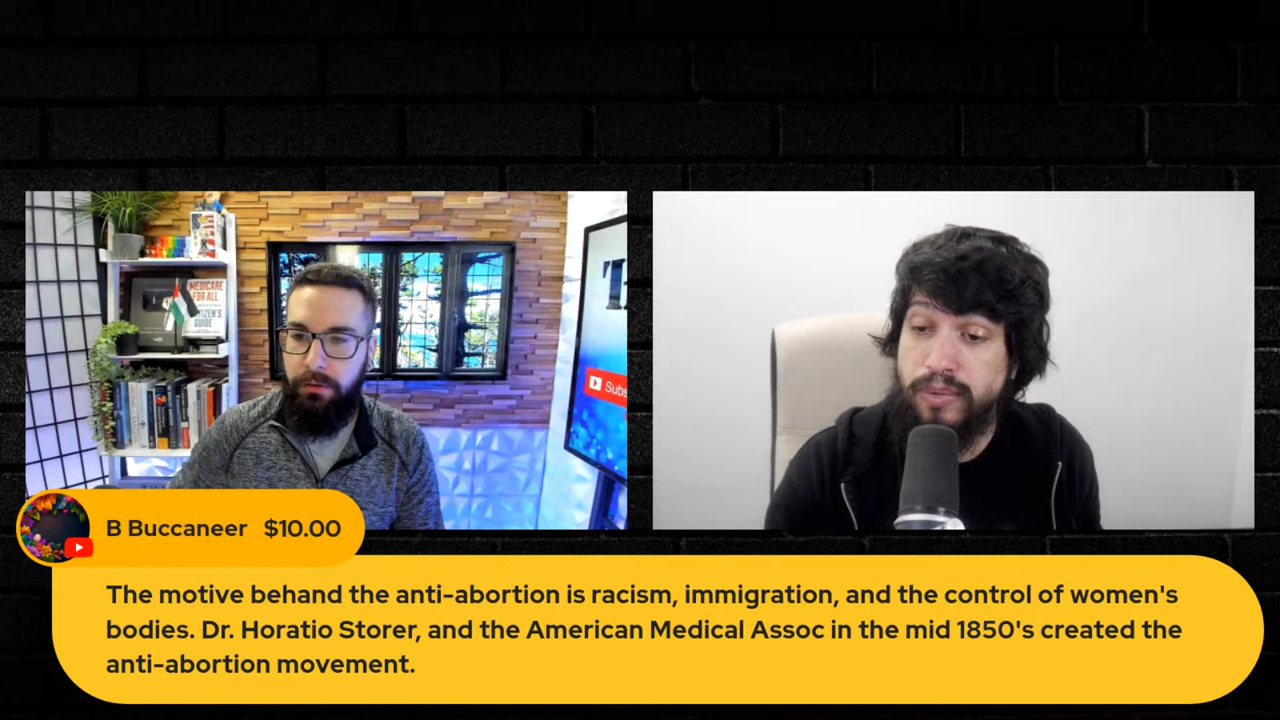 MEDICARE
FOR ALL
CITIZEN'S
GUIDE
Subs
B Buccaneer $10.00
The motive behand the anti-abortion is racism, immigration, and the control of women's
bodies. Dr. Horatio Storer, and the American Medical Assoc in the mid 1850's created the
anti-abortion movement.